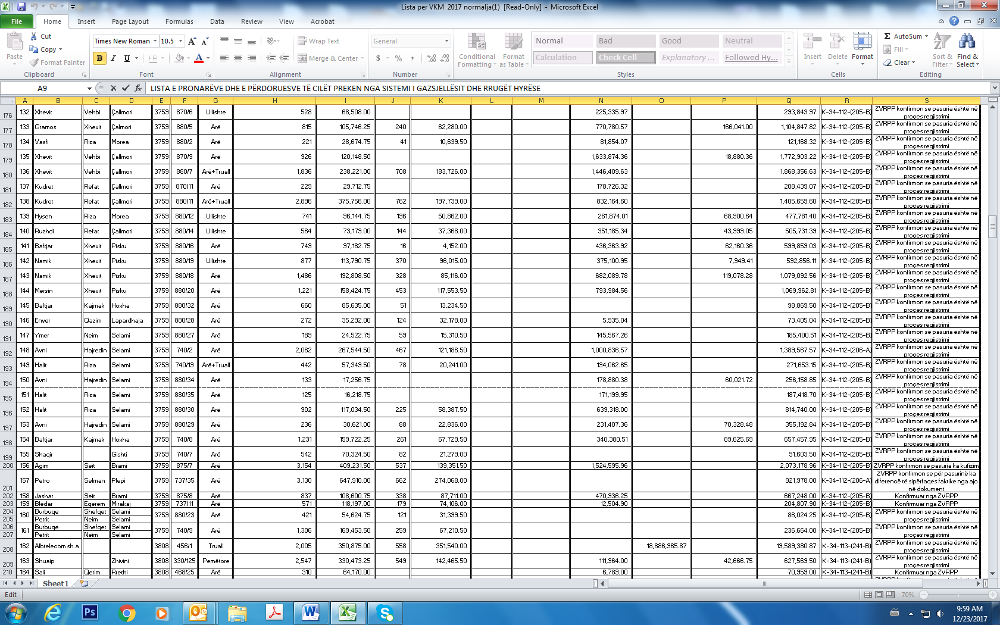 Lista per VKM 2017 normalja(1) [Read-Only] - Microsoft Excel
File Home Insert Page Layout Formulas Data Review View Acrobat
Cut
Copy
Format Painter
Paste
Clipboard
Times New Roman 10.5
B I U
Font
Wrap Text
Merge & Center
Alignment
General
$ % ,
Number
Conditional Formatting
Format as Table
Normal Bad Good Neutral
Calculation Check Cell Explanatory ... Followed Hy...
Styles
Insert Delete Format
Cells
AutoSum
Fill
Clear
Sort & Filter
Find & Select
Editing
A9 fx LISTA E PRONARËVE DHE E PËRDORUESVE TË CILËT PREKEN NGA SISTEMI I GAZSJELLËSIT DHE RRUGËT HYRËSE
A B C D E F G H I J K L M N O P Q R S
176 132 Xhevit Vehbi Çallmori 3759 870/6 Ullishte 528 68,508.00 225,335.97 293,843.97 K-34-112-(205-B) ZVRPP konfirmon se pasuria është në proçes regjistrimi
177 133 Gramos Xhevit Çalmori 3759 880/5 Arë 815 105,746.25 240 62,280.00 770,780.57 166,041.00 1,104,847.82 K-34-112-(205-B) ZVRPP konfirmon se pasuria është në proçes regjistrimi
178 134 Vasfi Riza Morea 3759 880/2 Arë 221 28,674.75 41 10,639.50 81,854.07 121,168.32 K-34-112-(205-B) ZVRPP konfirmon se pasuria është në proçes regjistrimi
179 135 Xhevit Vehbi Çallmori 3759 870/9 Arë 926 120,148.50 1,633,874.36 18,880.36 1,772,903.22 K-34-112-(205-B) ZVRPP konfirmon se pasuria është në proçes regjistrimi
180 136 Xhevit Vehbi Çallmori 3759 880/7 Arë+Truall 1,836 238,221.00 708 183,726.00 1,446,409.63 1,868,356.63 K-34-112-(205-B) ZVRPP konfirmon se pasuria është në proçes regjistrimi
181 137 Kudret Refat Çallmori 3759 870/11 Arë 229 29,712.75 178,726.32 208,439.07 K-34-112-(205-B) ZVRPP konfirmon se pasuria është në proçes regjistrimi
182 138 Kudret Refat Çallmori 3759 880/11 Arë+Truall 2,896 375,756.00 762 197,739.00 832,164.60 1,405,659.60 K-34-112-(205-B) ZVRPP konfirmon se pasuria është në proçes regjistrimi
183 139 Hysen Riza Morea 3759 880/12 Ullishte 741 96,144.75 196 50,862.00 261,874.01 68,900.64 477,781.40 K-34-112-(205-B) ZVRPP konfirmon se pasuria është në proçes regjistrimi
184 140 Ruzhdi Refat Çallmori 3759 880/14 Ullishte 564 73,179.00 144 37,368.00 351,185.34 43,999.05 505,731.39 K-34-112-(205-B) ZVRPP konfirmon se pasuria është në proçes regjistrimi
185 141 Baftjar Xhevit Pisku 3759 880/16 Arë 749 97,182.75 16 4,152.00 436,363.92 62,160.36 599,859.03 K-34-112-(205-B) ZVRPP konfirmon se pasuria është në proçes regjistrimi
186 142 Namik Xhevit Pisku 3759 880/19 Ullishte 877 113,790.75 370 96,015.00 375,100.95 7,949.41 592,856.11 K-34-112-(205-B) ZVRPP konfirmon se pasuria është në proçes regjistrimi
187 143 Namik Xhevit Pisku 3759 880/18 Arë 1,486 192,808.50 328 85,116.00 682,089.78 119,078.28 1,079,092.56 K-34-112-(205-B) ZVRPP konfirmon se pasuria është në proçes regjistrimi
188 144 Mersin Xhevit Pisku 3759 880/20 Arë 1,221 158,424.75 453 117,553.50 793,984.56 1,069,962.81 K-34-112-(205-B) ZVRPP konfirmon se pasuria është në proçes regjistrimi
189 145 Baftjar Kajmak Hoxha 3759 880/32 Arë 660 85,635.00 51 13,234.50 98,869.50 K-34-112-(205-B) ZVRPP konfirmon se pasuria është në proçes regjistrimi
190 146 Enver Qazim Lapardhaja 3759 880/28 Arë 272 35,292.00 124 32,178.00 5,935.04 73,405.04 K-34-112-(205-B) ZVRPP konfirmon se pasuria është në proçes regjistrimi
191 147 Ymer Neim Selami 3759 880/27 Arë 189 24,522.75 59 15,310.50 145,567.26 185,400.51 K-34-112-(205-B) ZVRPP konfirmon se pasuria është në proçes regjistrimi
192 148 Avni Hajredin Selami 3759 740/2 Arë 2,062 267,544.50 467 121,186.50 1,000,836.57 1,389,567.57 K-34-112-(206-A) ZVRPP konfirmon se pasuria është në proçes regjistrimi
193 149 Halit Riza Selami 3759 740/19 Arë+Truall 442 57,349.50 78 20,241.00 194,062.65 271,653.15 K-34-112-(205-B) ZVRPP konfirmon se pasuria është në proçes regjistrimi
194 150 Avni Hajredin Selami 3759 880/34 Arë 133 17,256.75 178,880.38 60,021.72 256,158.85 K-34-112-(205-B) ZVRPP konfirmon se pasuria është në proçes regjistrimi
195 151 Halit Riza Selami 3759 880/35 Arë 125 16,218.75 171,199.95 187,418.70 K-34-112-(205-B) ZVRPP konfirmon se pasuria është në proçes regjistrimi
196 152 Halit Riza Selami 3759 880/30 Arë 902 117,034.50 225 58,387.50 639,318.00 814,740.00 K-34-112-(205-B) ZVRPP konfirmon se pasuria është në proçes regjistrimi
197 153 Avni Hajredin Selami 3759 880/29 Arë 236 30,621.00 88 22,836.00 231,407.36 70,328.48 355,192.84 K-34-112-(205-B) ZVRPP konfirmon se pasuria është në proçes regjistrimi
198 154 Baftjar Kajmak Hoxha 3759 740/8 Arë 1,231 159,722.25 261 67,729.50 340,380.51 89,625.69 657,457.95 K-34-112-(205-B) ZVRPP konfirmon se pasuria është në proçes regjistrimi
199 155 Shaqir Gishti 3759 740/7 Arë 542 70,324.50 82 21,279.00 91,603.50 K-34-112-(205-B) ZVRPP konfirmon se pasuria është në proçes regjistrimi
200 156 Agim Seit Brami 3759 875/7 Arë 3,154 409,231.50 537 139,351.50 1,524,595.96 2,073,178.96 K-34-112-(205-B) ZVRPP konfirmon se pasuria ka kufizim
201 157 Petro Selman Plepi 3759 737/35 Arë 3,130 647,910.00 662 274,068.00 921,978.00 K-34-112-(206-A) ZVRPP konfirmon se për pasurinë ka diferencë të sipërfaqes faktike nga ajo në dokument
202 158 Jashar Seit Brami 3759 875/8 Arë 837 108,600.75 338 87,711.00 470,936.25 667,248.00 K-34-112-(205-B) Konfirmuar nga ZVRPP
203 159 Bledar Eqerem Mirakaj 3759 737/11 Arë 571 118,197.00 179 74,106.00 12,504.90 204,807.90 K-34-112-(206-B) Konfirmuar nga ZVRPP
204 160 Burbuqe Shefqet Selami 3759 880/23 Arë 421 54,624.75 121 31,399.50 86,024.25 K-34-112-(205-B) ZVRPP konfirmon se pasuria është në proçes regjistrimi
205 Petrit Neim Selami
206 161 Burbuqe Shefqet Selami 3759 740/9 Arë 1,306 169,453.50 259 67,210.50 236,664.00 K-34-112-(205-B) ZVRPP konfirmon se pasuria është në proçes regjistrimi
207 Petrit Neim Selami
208 162 Albtelecom sh.a 3808 456/1 Truall 2,005 350,875.00 558 351,540.00 18,886,965.87 19,589,380.87 K-34-113-(241-B) ZVRPP konfirmon se pasuria është në proçes regjistrimi
209 163 Shuaip Zhivini 3808 330/125 Pemëtore 2,547 330,473.25 549 142,465.50 111,964.00 42,666.75 627,569.50 K-34-113-(241-B) ZVRPP konfirmon se pasuria është në proçes regjistrimi
210 164 Sali Qerim Rrethi 3808 468/25 Arë 310 64,170.00 6,789.00 70,959.00 K-34-113-(241-B) Konfirmuar nga ZVRPP
Sheet1
Edit 70%
9:59 AM
12/23/2017